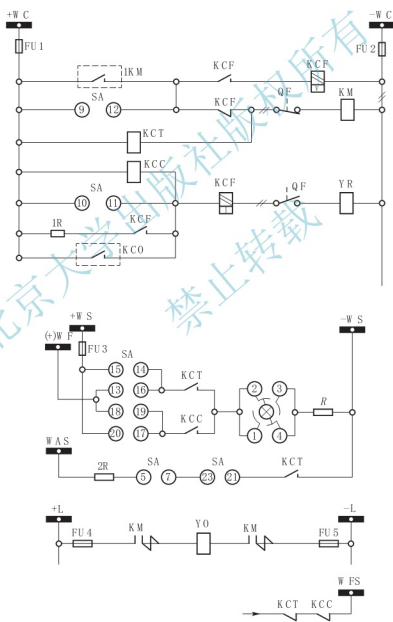 +WC -WC
FU1 FU2
1KM KCF KCF
SA QF KM
9 12 KCF
KCT
KCC
SA KCF QF YR
10 11
1R KCF
KCO
+WS -WS
(+)WF
FU3 SA
15 14 KCT 2 3
13 16 R
18 19 KCC
20 17 1 4
WAS
2R SA SA KCT
5 7 23 21
+L -L
FU4 KM YO KM FU5
WFS
KCT KCC
北京大学出版社版权所有
禁止转载